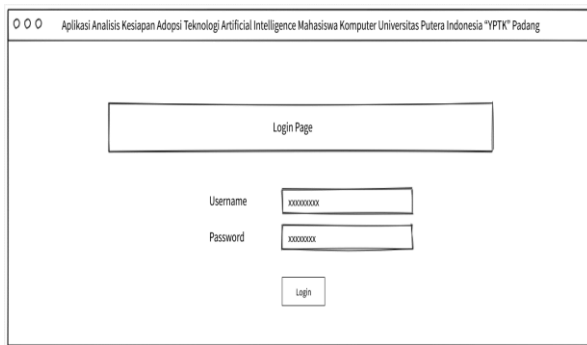 Aplikasi Analisis Kesiapan Adopsi Teknologi Artificial Intelligence Mahasiswa Komputer Universitas Putera Indonesia “YPTK” Padang
Login Page
Username xxxxxxxxx
Password xxxxxxxx
Login